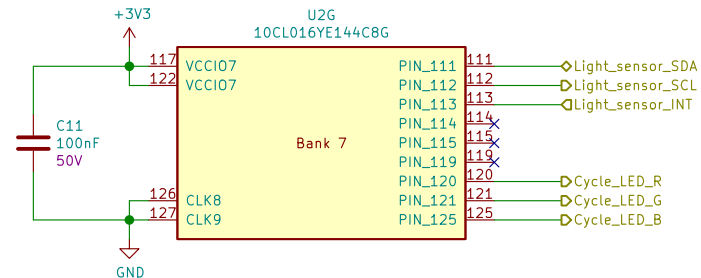 +3V3
U2G
10CL016YE144C8G
117 VCCIO7 PIN_111 111 Light_sensor_SDA
122 VCCIO7 PIN_112 112 Light_sensor_SCL
PIN_113 113 Light_sensor_INT
PIN_114 114
C11
100nF
50V
Bank 7
PIN_115 115
PIN_119 119
PIN_120 120 Cycle_LED_R
126 CLK8 PIN_121 121 Cycle_LED_G
127 CLK9 PIN_125 125 Cycle_LED_B
GND